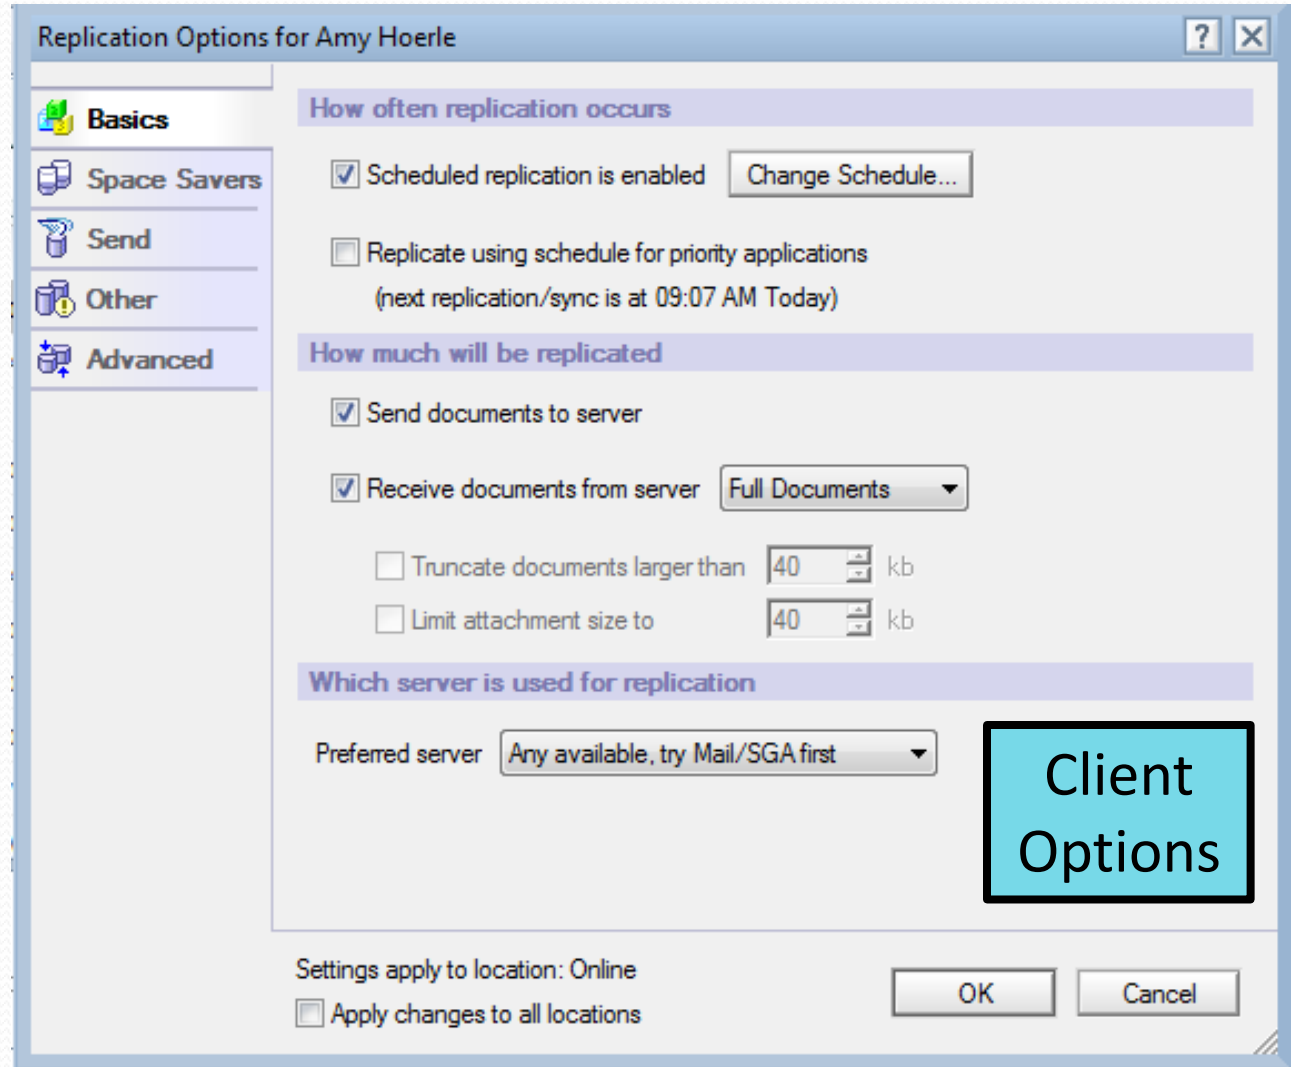 Replication Options for Amy Hoerle
Basics
Space Savers
Send
Other
Advanced
How often replication occurs
Scheduled replication is enabled
Change Schedule...
Replicate using schedule for priority applications
(next replication/sync is at 09:07 AM Today)
How much will be replicated
Send documents to server
Receive documents from server
Full Documents
Truncate documents larger than 40 kb
Limit attachment size to 40 kb
Which server is used for replication
Preferred server
Any available, try Mail/SGA first
Client
Options
Settings apply to location: Online
Apply changes to all locations
OK
Cancel